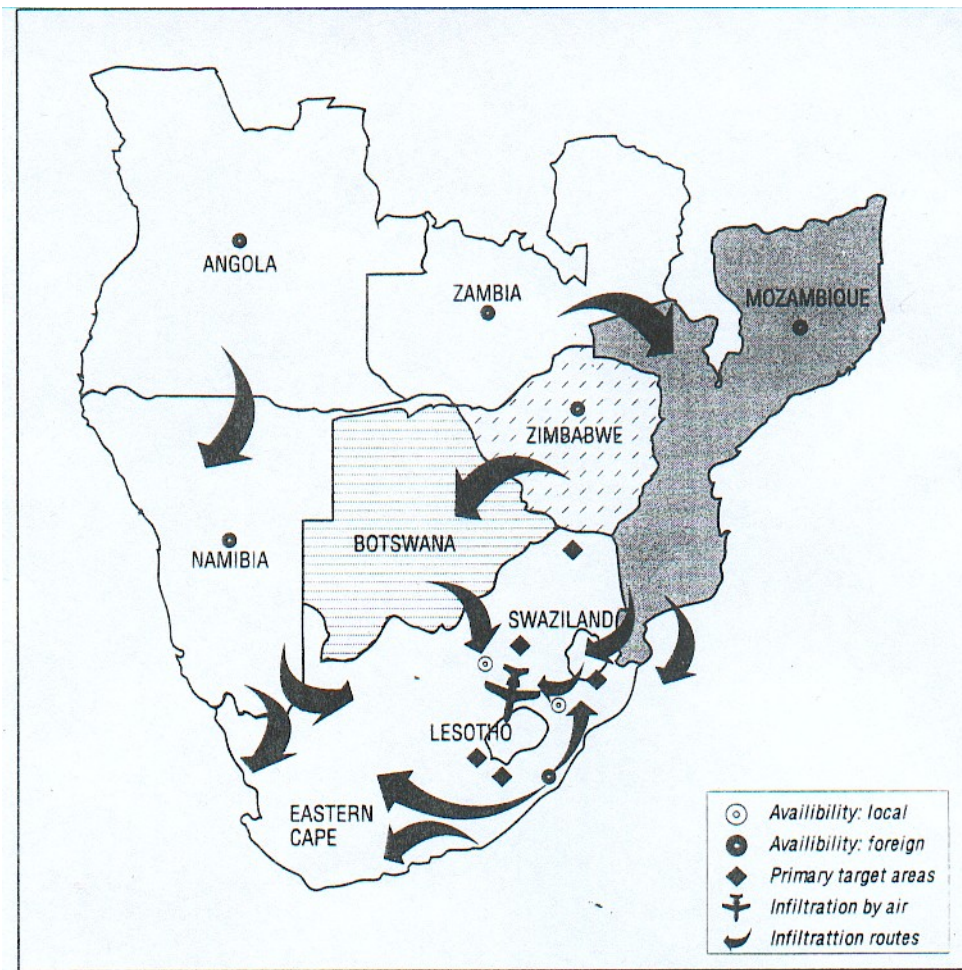 ANGOLA
ZAMBIA
MOZAMBIQUE
ZIMBABWE
NAMIBIA
BOTSWANA
SWAZILAND
LESOTHO
EASTERN
CAPE
Availibility: local
Availibility: foreign
Primary target areas
Infiltration by air
Infiltrattion routes